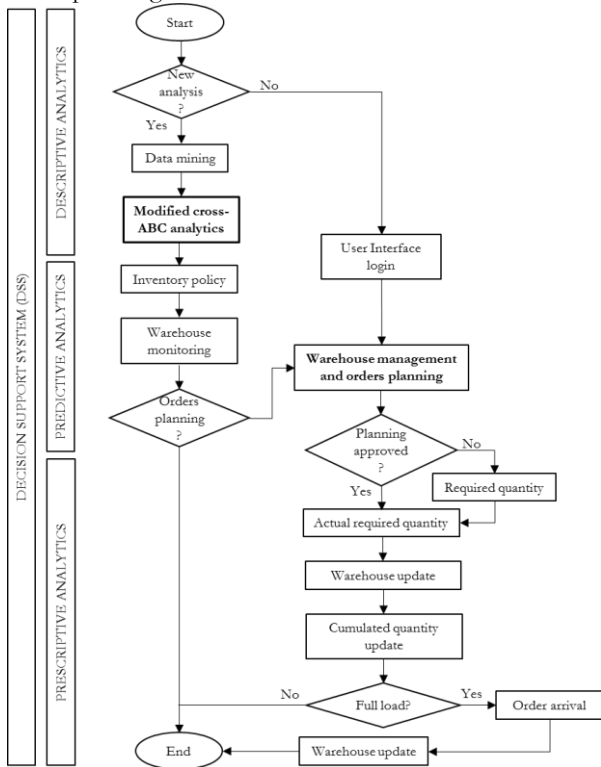 Start
New
analysis
?
No
Yes
Data mining
Modified cross-
ABC analytics
User Interface
login
Inventory policy
Warehouse
monitoring
Warehouse management
and orders planning
Orders
planning
?
Planning
approved
?
No
Required quantity
Yes
Actual required quantity
Warehouse update
Cumulated quantity
update
No
Full load?
Yes
Order arrival
End
Warehouse update
DECISION SUPPORT SYSTEM (DSS)
DESCRIPTIVE ANALYTICS
PREDICTIVE ANALYTICS
PRESCRIPTIVE ANALYTICS